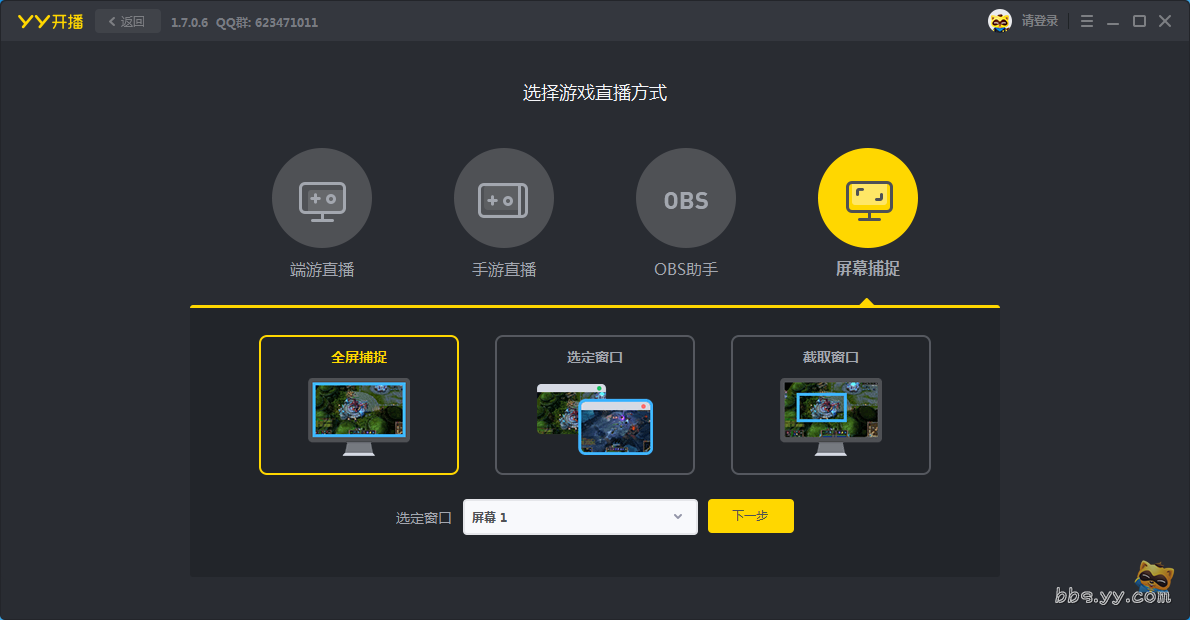 YY开播 返回 1.7.0.6 QQ群: 623471011 请登录
选择游戏直播方式
OBS
端游直播 手游直播 OBS助手 屏幕捕捉
全屏捕捉 选定窗口 截取窗口
选定窗口 屏幕 1 下一步
bbs.yy.com